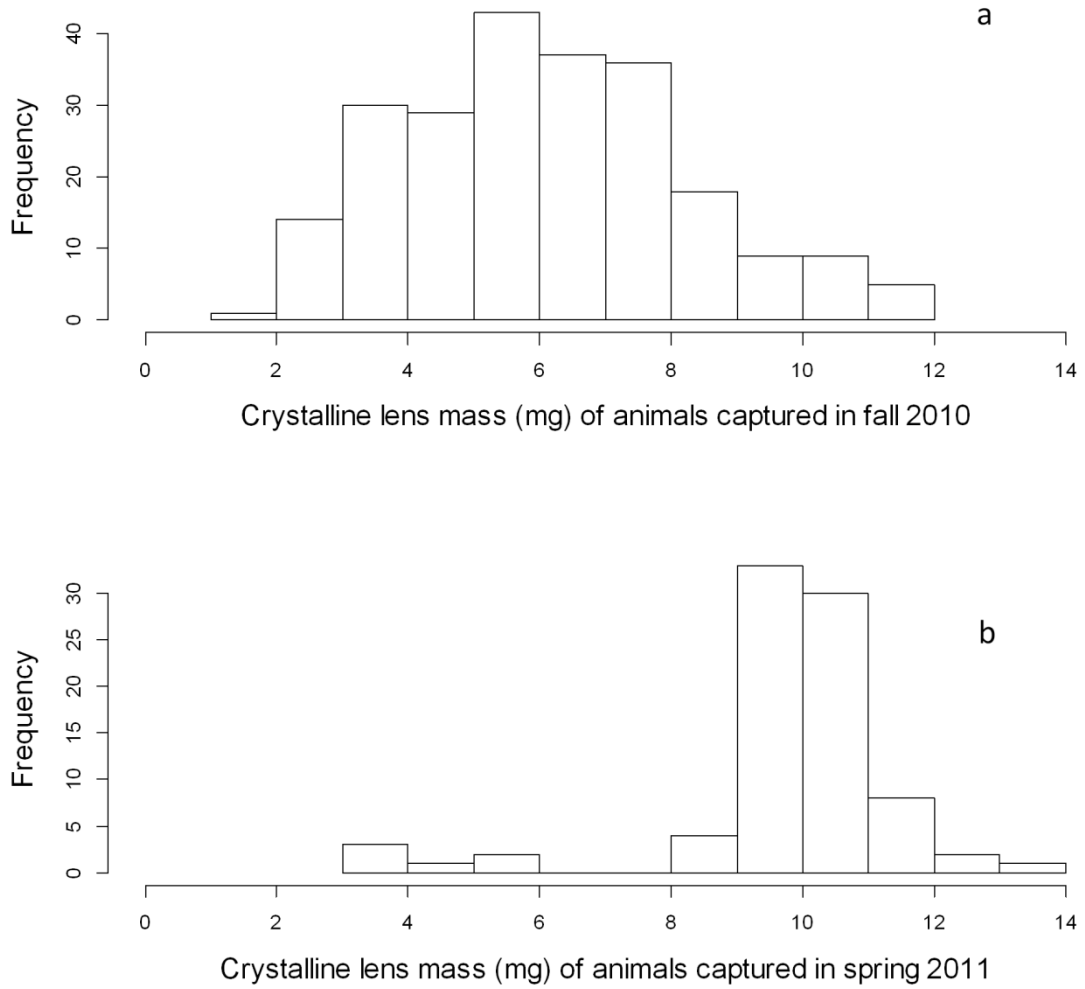 a
40
30
20
10
0
Frequency
0 2 4 6 8 10 12 14
Crystalline lens mass (mg) of animals captured in fall 2010
b
30
25
20
15
10
5
0
Frequency
0 2 4 6 8 10 12 14
Crystalline lens mass (mg) of animals captured in spring 2011